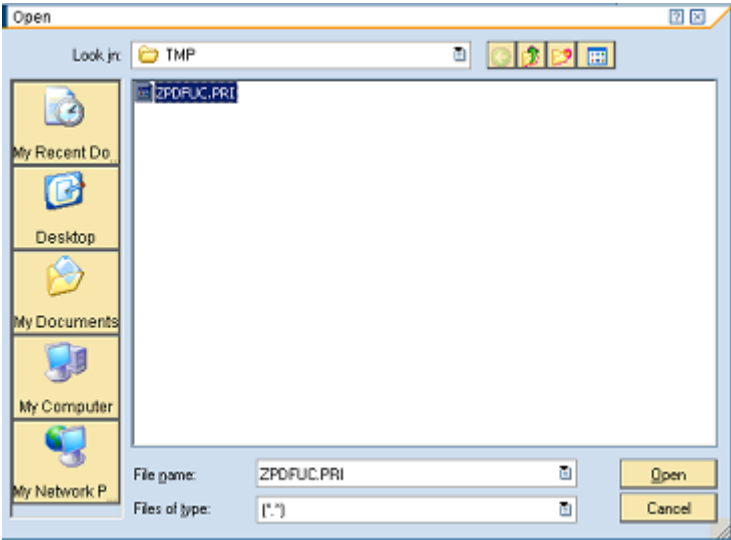 Open
Look in: TMP
ZPDFUC.PRI
My Recent Do...
Desktop
My Documents
My Computer
My Network P...
File name: ZPDFUC.PRI Open
Files of type: (*.*) Cancel